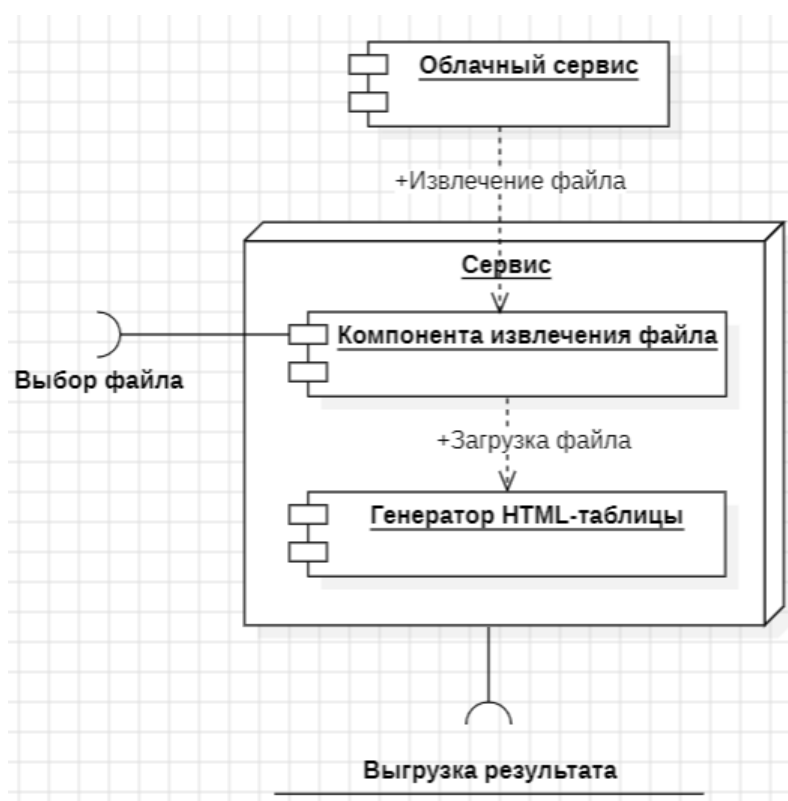 Облачный сервис
+Извлечение файла
Сервис
Компонента извлечения файла
Выбор файла
+Загрузка файла
Генератор HTML-таблицы
Выгрузка результата